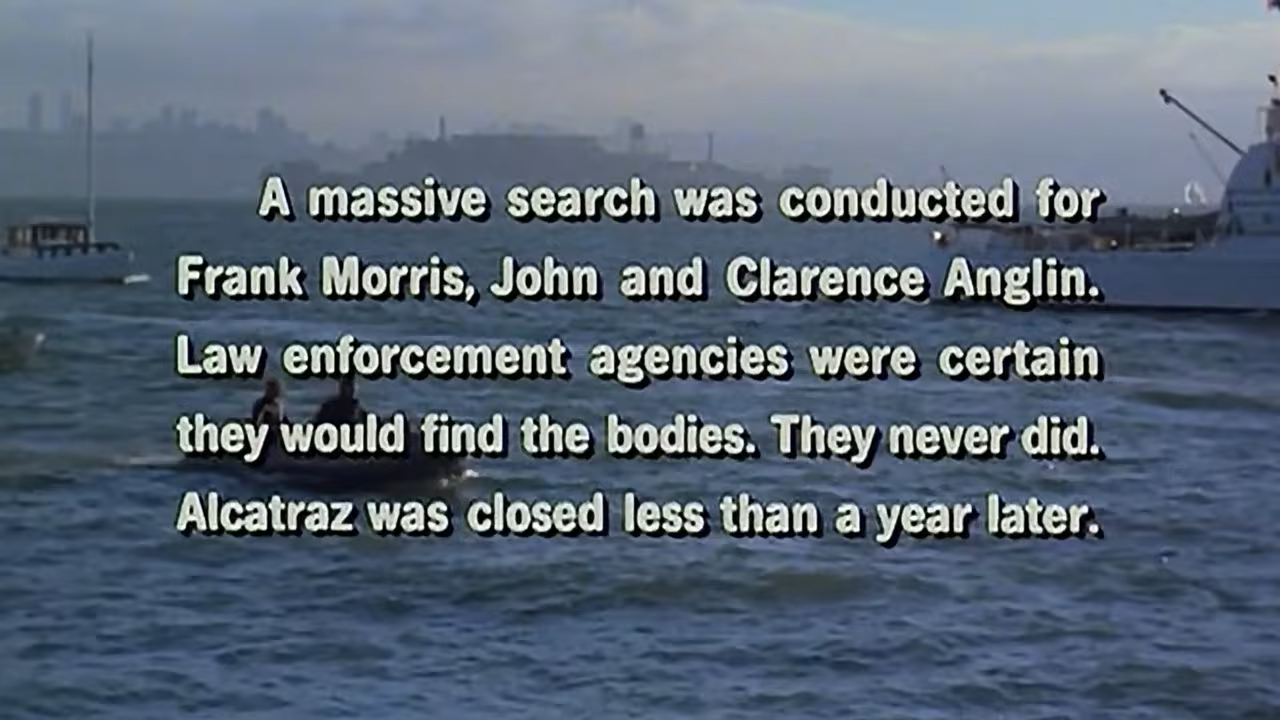 A massive search was conducted for
Frank Morris, John and Clarence Anglin.
Law enforcement agencies were certain
they would find the bodies. They never did.
Alcatraz was closed less than a year later.